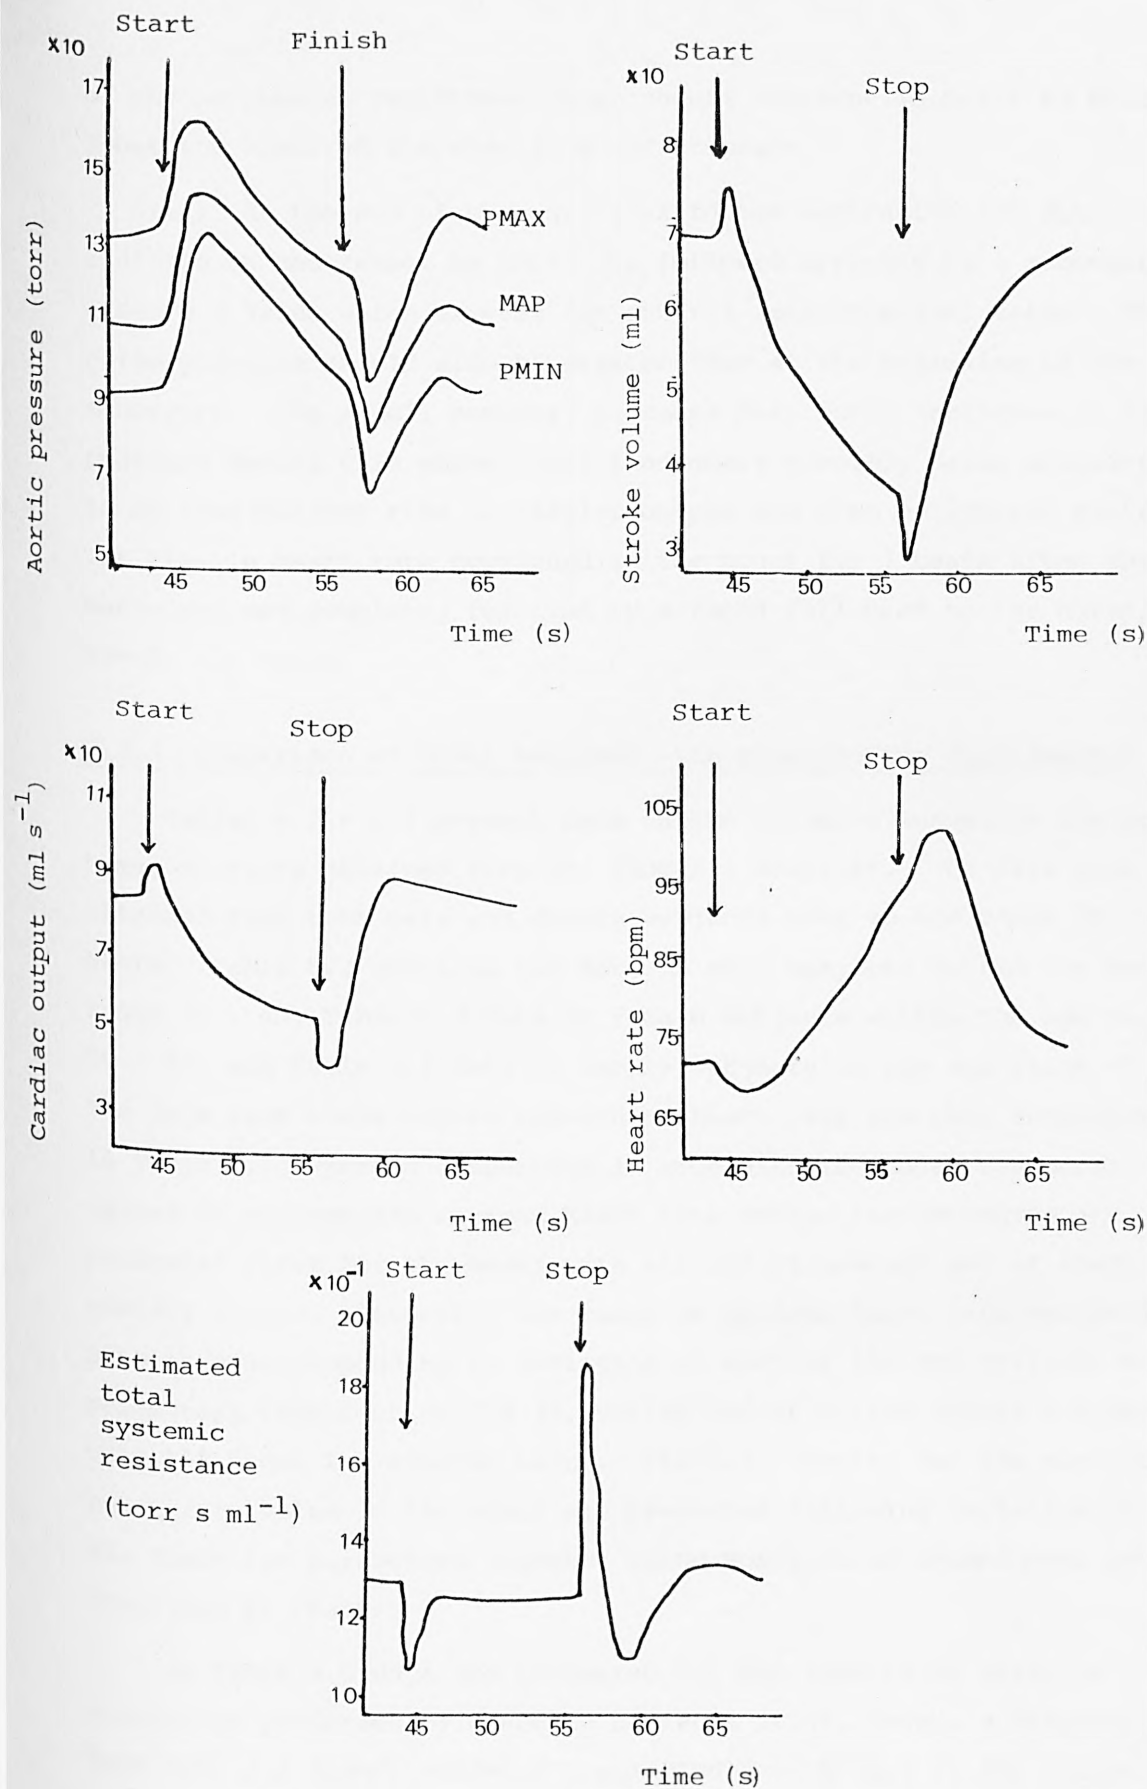 Start
Finish
x10
17
15
13
11
9
7
5
Aortic pressure (torr)
PMAX
MAP
PMIN
45 50 55 60 65
Time (s)
Start
Stop
x10
8
7
6
5
4
3
Stroke volume (ml)
45 50 55 60 65
Time (s)
Start
Stop
x10
11
9
7
5
3
Cardiac output (ml s⁻¹)
45 50 55 60 65
Time (s)
Start
Stop
105
95
85
75
65
Heart rate (bpm)
45 50 55 60 65
Time (s)
x10⁻¹ Start Stop
20
18
16
14
12
10
Estimated
total
systemic
resistance
(torr s ml⁻¹)
45 50 55 60 65
Time (s)